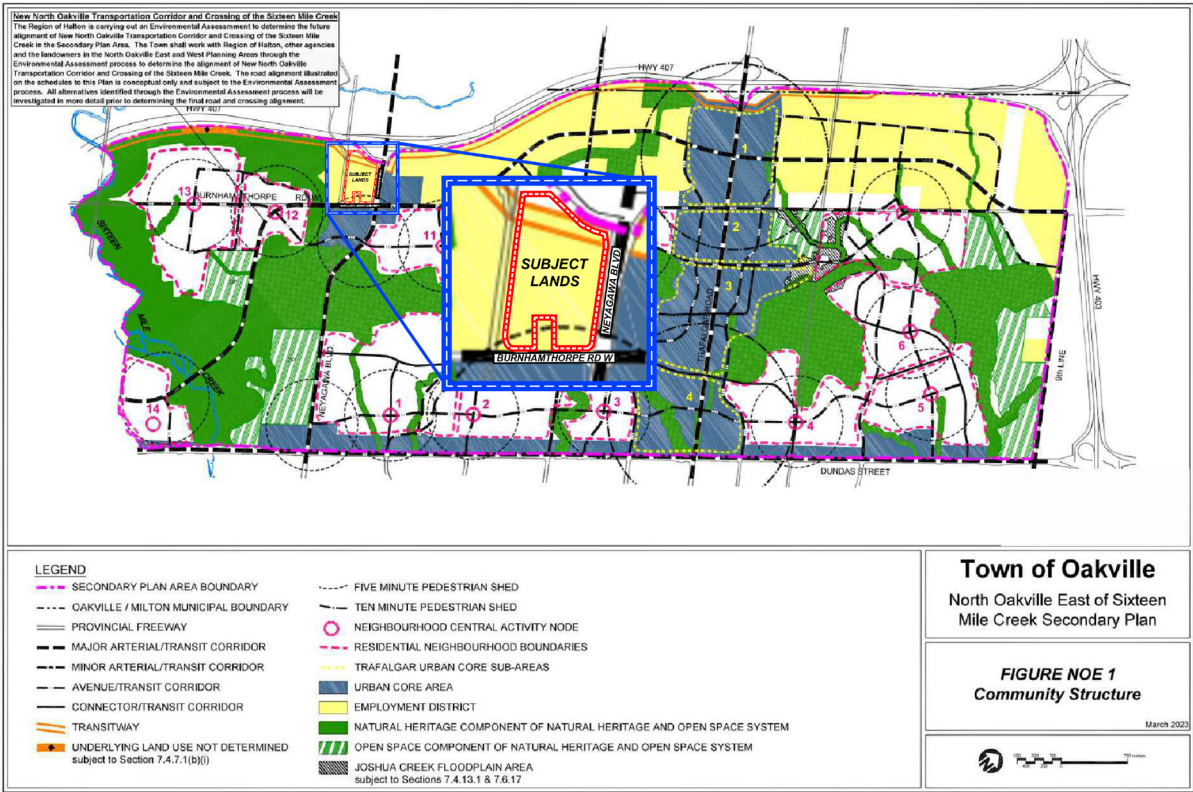 New North Oakville Transportation Corridor and Crossing of the Sixteen Mile Creek
The Region of Halton is carrying out an Environmental Assessment to determine the future
alignment of New North Oakville Transportation Corridor and Crossing of the Sixteen Mile
Creek in the Secondary Plan Area. The Town shall work with Region of Halton, other agencies
and the landowners in the North Oakville East and West Planning Areas through the
Environmental Assessment process to determine the alignment of New North Oakville
Transportation Corridor and Crossing of the Sixteen Mile Creek. The road alignment illustrated
on the schedules to this Plan is conceptual only and subject to the Environmental Assessment
process. All alternatives identified through the Environmental Assessment process will be
investigated in more detail prior to determining the final road and crossing alignment.
HWY 407
HWY 407
1
SUBJECT
LANDS
13
BURNHAMTHORPE RD W
12
7
SIXTEEN
11
2
SUBJECT
LANDS
NEYAGAWA BLVD
HWY 403
3
MILE
TRAFALGAR ROAD
6
BURNHAMTHORPE RD W
9th LINE
NEYAGAWA BLVD
CREEK
14
1
2
3
4
4
5
DUNDAS STREET
LEGEND
SECONDARY PLAN AREA BOUNDARY
OAKVILLE / MILTON MUNICIPAL BOUNDARY
PROVINCIAL FREEWAY
MAJOR ARTERIAL/TRANSIT CORRIDOR
MINOR ARTERIAL/TRANSIT CORRIDOR
AVENUE/TRANSIT CORRIDOR
CONNECTOR/TRANSIT CORRIDOR
TRANSITWAY
UNDERLYING LAND USE NOT DETERMINED
subject to Section 7.4.7.1(b)(i)
FIVE MINUTE PEDESTRIAN SHED
TEN MINUTE PEDESTRIAN SHED
NEIGHBOURHOOD CENTRAL ACTIVITY NODE
RESIDENTIAL NEIGHBOURHOOD BOUNDARIES
TRAFALGAR URBAN CORE SUB-AREAS
URBAN CORE AREA
EMPLOYMENT DISTRICT
NATURAL HERITAGE COMPONENT OF NATURAL HERITAGE AND OPEN SPACE SYSTEM
OPEN SPACE COMPONENT OF NATURAL HERITAGE AND OPEN SPACE SYSTEM
JOSHUA CREEK FLOODPLAIN AREA
subject to Sections 7.4.13.1 & 7.6.17
Town of Oakville
North Oakville East of Sixteen
Mile Creek Secondary Plan
FIGURE NOE 1
Community Structure
March 2023